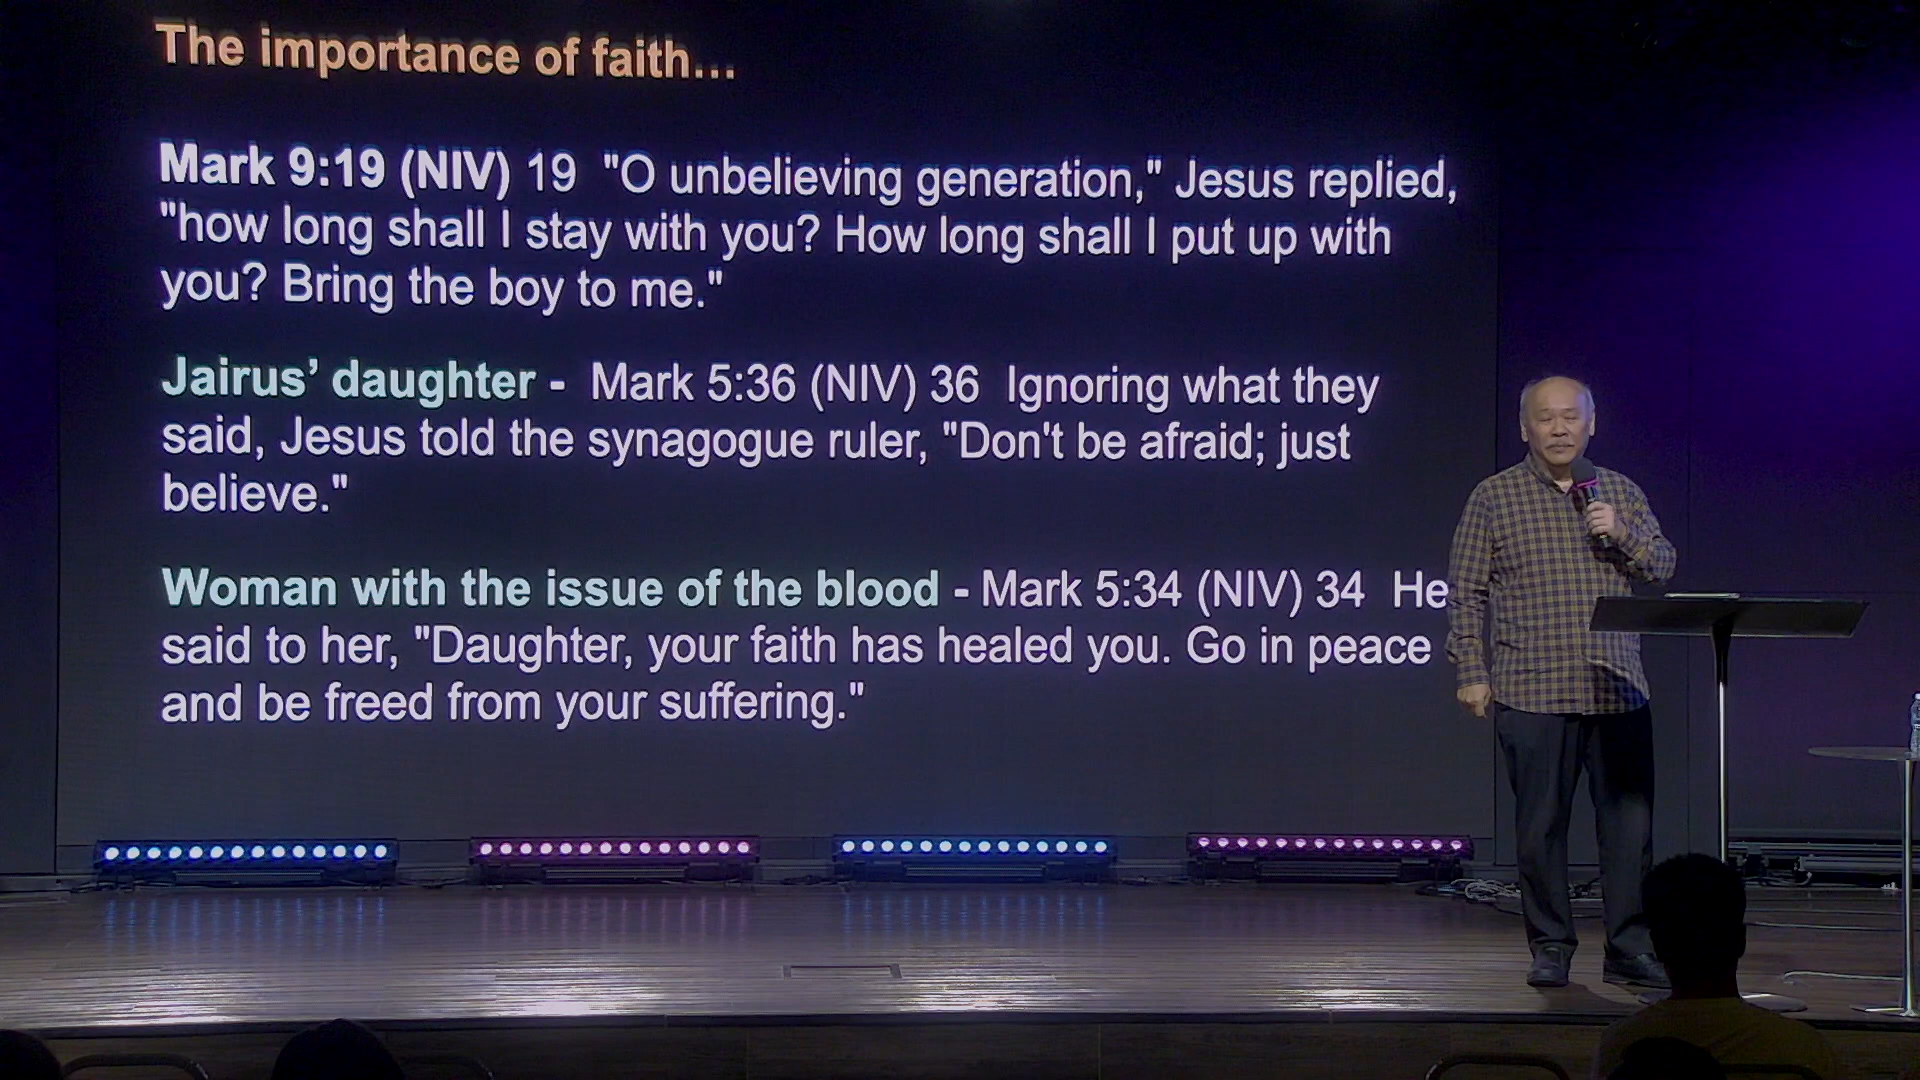 The importance of faith...
Mark 9:19 (NIV) 19 "O unbelieving generation," Jesus replied,
"how long shall I stay with you? How long shall I put up with
you? Bring the boy to me."
Jairus’ daughter - Mark 5:36 (NIV) 36 Ignoring what they
said, Jesus told the synagogue ruler, "Don't be afraid; just
believe."
Woman with the issue of the blood - Mark 5:34 (NIV) 34 He
said to her, "Daughter, your faith has healed you. Go in peace
and be freed from your suffering."